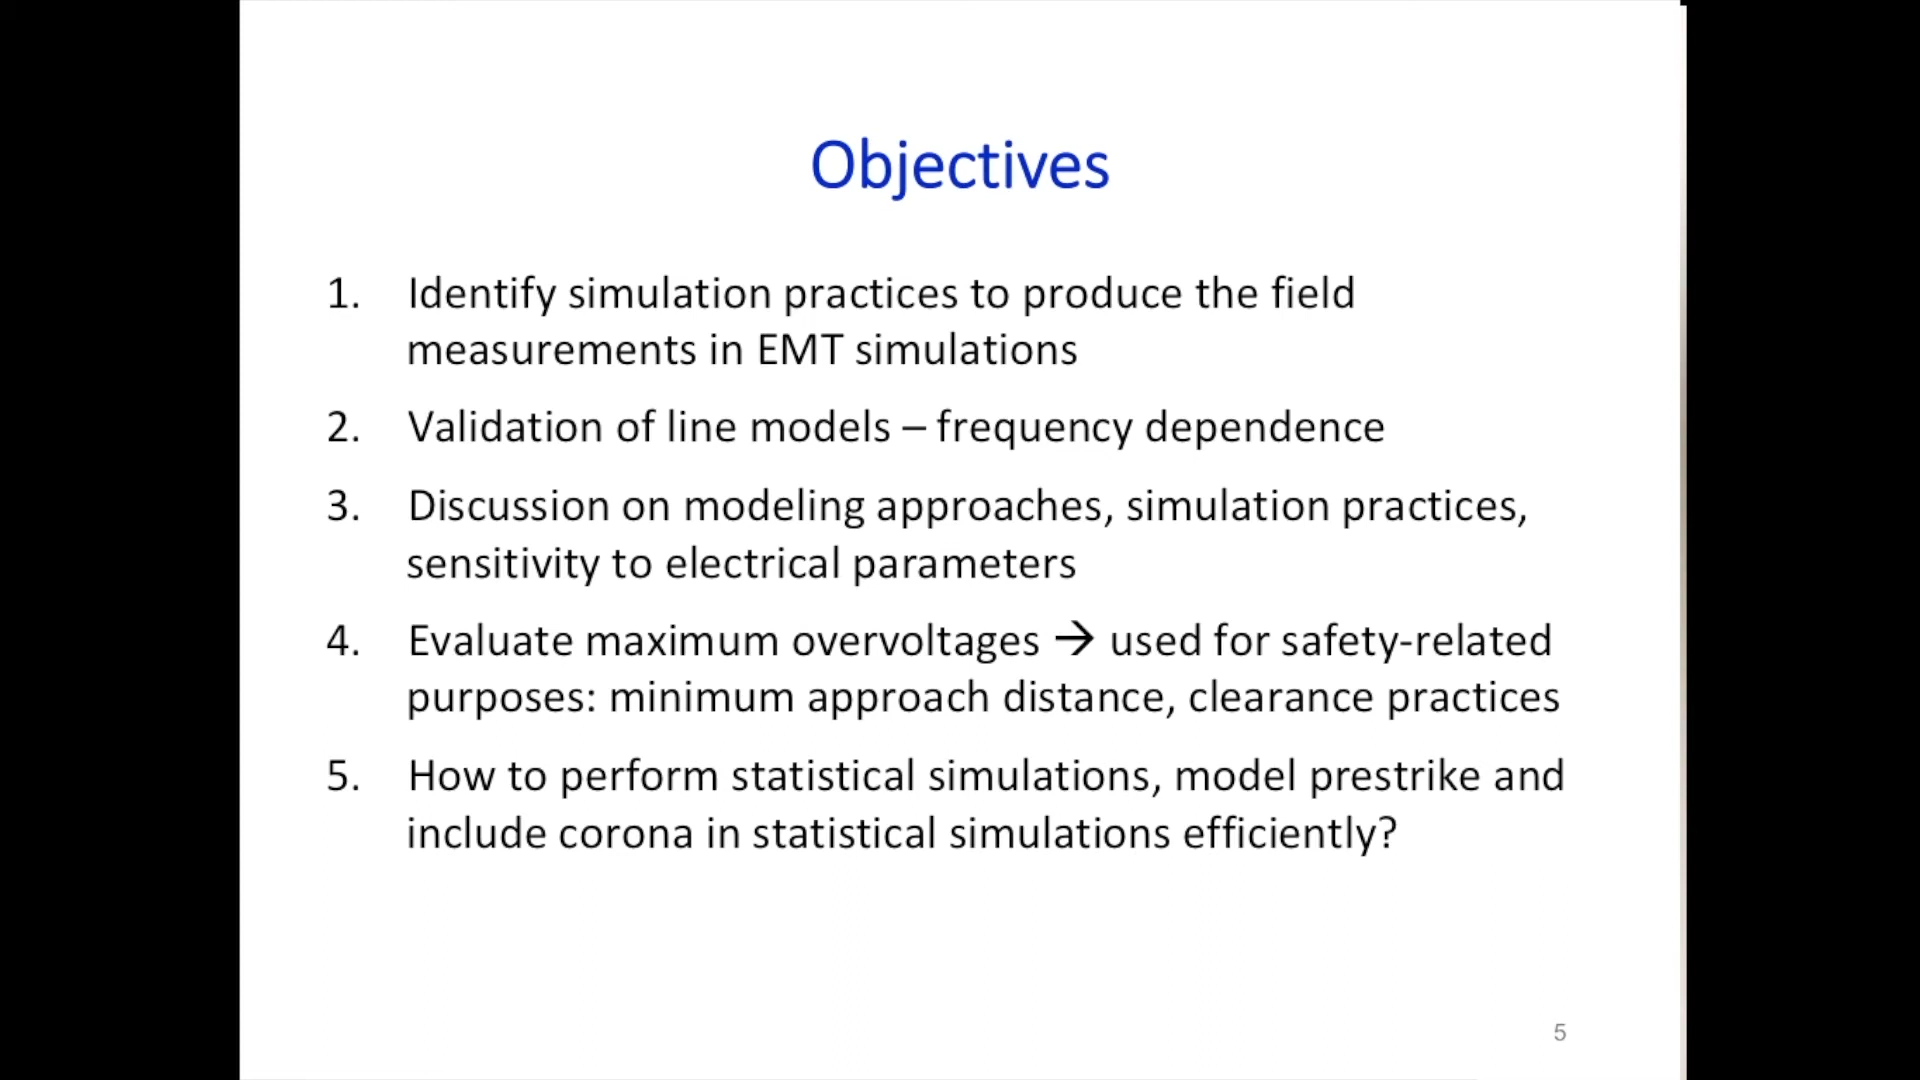 Objectives
1. Identify simulation practices to produce the field
measurements in EMT simulations
2. Validation of line models – frequency dependence
3. Discussion on modeling approaches, simulation practices,
sensitivity to electrical parameters
4. Evaluate maximum overvoltages → used for safety-related
purposes: minimum approach distance, clearance practices
5. How to perform statistical simulations, model prestrike and
include corona in statistical simulations efficiently?
5